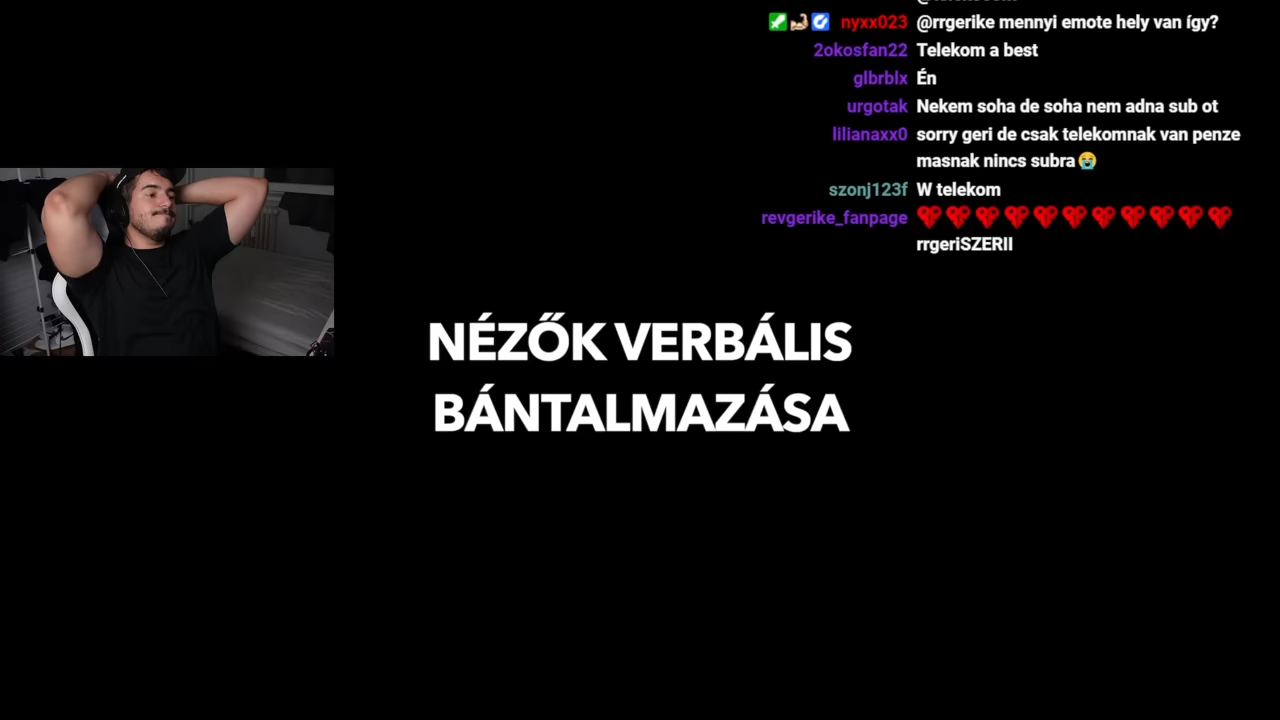 nyxx023 @rrgerike mennyi emote hely van így?
2okosfan22 Telekom a best
glbrblx Én
urgotak Nekem soha de soha nem adna sub ot
lilianaxx0 sorry geri de csak telekomnak van penze
masnak nincs subra😭
szonj123f W telekom
revgerike_fanpage
rrgeriSZERII
NÉZŐK VERBÁLIS
BÁNTALMAZÁSA